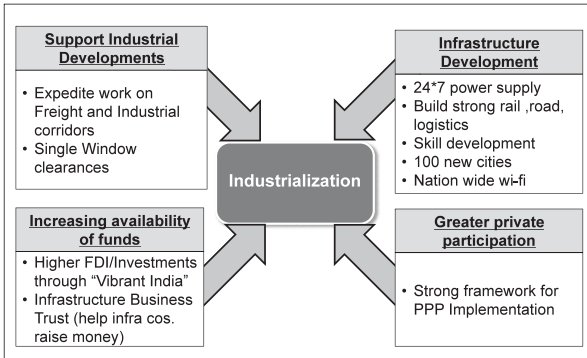 Support Industrial
Developments
• Expedite work on
Freight and Industrial
corridors
• Single Window
clearances
Infrastructure
Development
• 24*7 power supply
• Build strong rail ,road,
logistics
• Skill development
• 100 new cities
• Nation wide wi-fi
Industrialization
Increasing availability
of funds
• Higher FDI/Investments
through “Vibrant India”
• Infrastructure Business
Trust (help infra cos.
raise money)
Greater private
participation
• Strong framework for
PPP Implementation